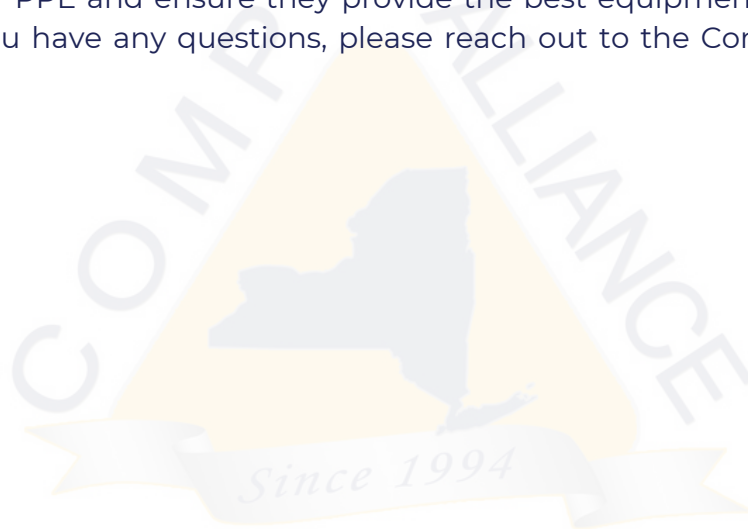 PPE and ensure they provide the best equipmen
u have any questions, please reach out to the Co
COMP ALLIANCE
Since 1994